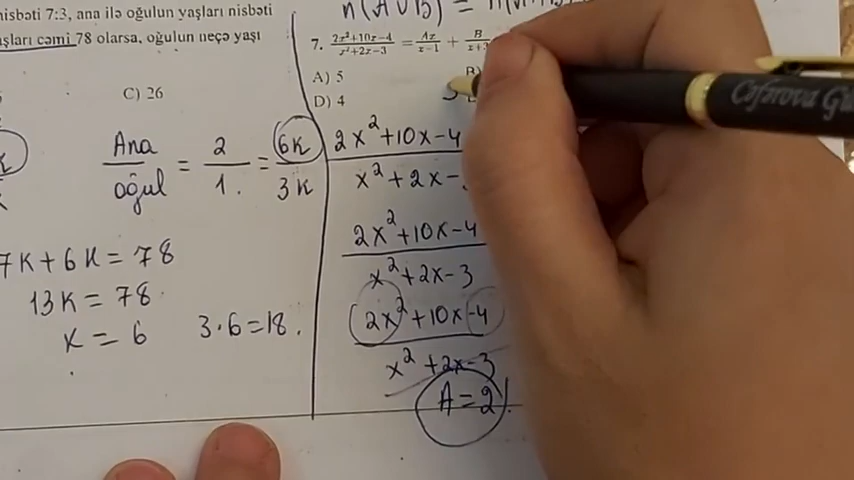 n(A∪B) =
nisbəti 7:3, ana ilə oğulun yaşları nisbəti
yaşları cəmi 78 olarsa, oğulun neçə yaşı
C) 26
Ana / oğul = 2 / 1. = 6k / 3k
7k+6k=78
13k=78
k=6
3·6=18.
7. (2x²+10x-4)/(x²+2x-3) = Ax/(x-1) + B/(x+3
A) 5
B)
D) 4
2x²+10x-4
x²+2x-
2x²+10x-4
x²+2x-3
2x²+10x-4
x²+2x-3
A=2
Cəfərova Gü